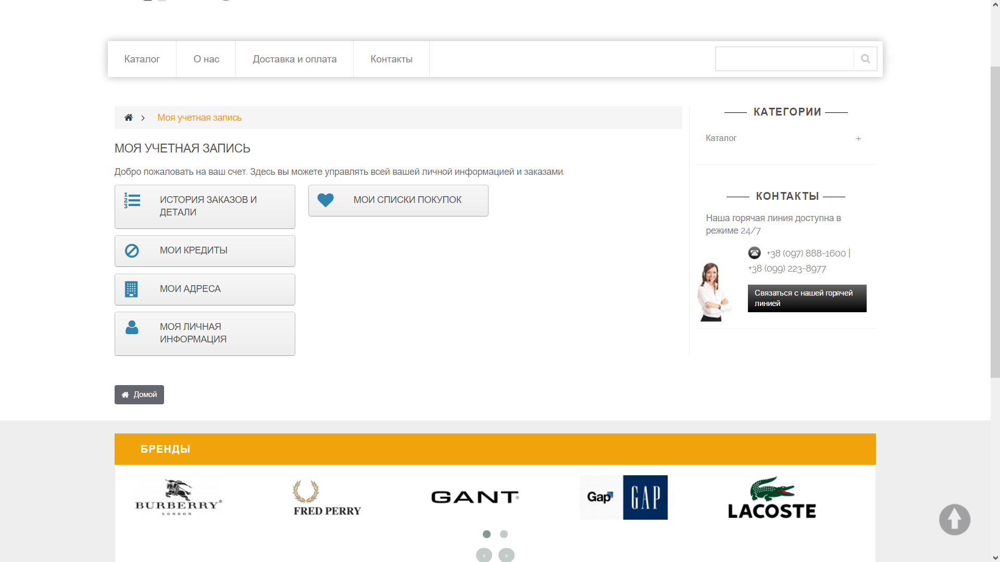 Каталог
О нас
Доставка и оплата
Контакты
Моя учетная запись
МОЯ УЧЕТНАЯ ЗАПИСЬ
Добро пожаловать на ваш счет. Здесь вы можете управлять всей вашей личной информацией и заказами.
ИСТОРИЯ ЗАКАЗОВ И
ДЕТАЛИ
МОИ КРЕДИТЫ
МОИ АДРЕСА
МОЯ ЛИЧНАЯ
ИНФОРМАЦИЯ
МОИ СПИСКИ ПОКУПОК
Домой
КАТЕГОРИИ
Каталог +
КОНТАКТЫ
Наша горячая линия доступна в
режиме 24/7
+38 (097) 888-1600 |
+38 (099) 223-8977
Связаться с нашей горячей
линией
БРЕНДЫ
BURBERRY®
LONDON
FRED PERRY
GANT®
Gap
GAP
LACOSTE